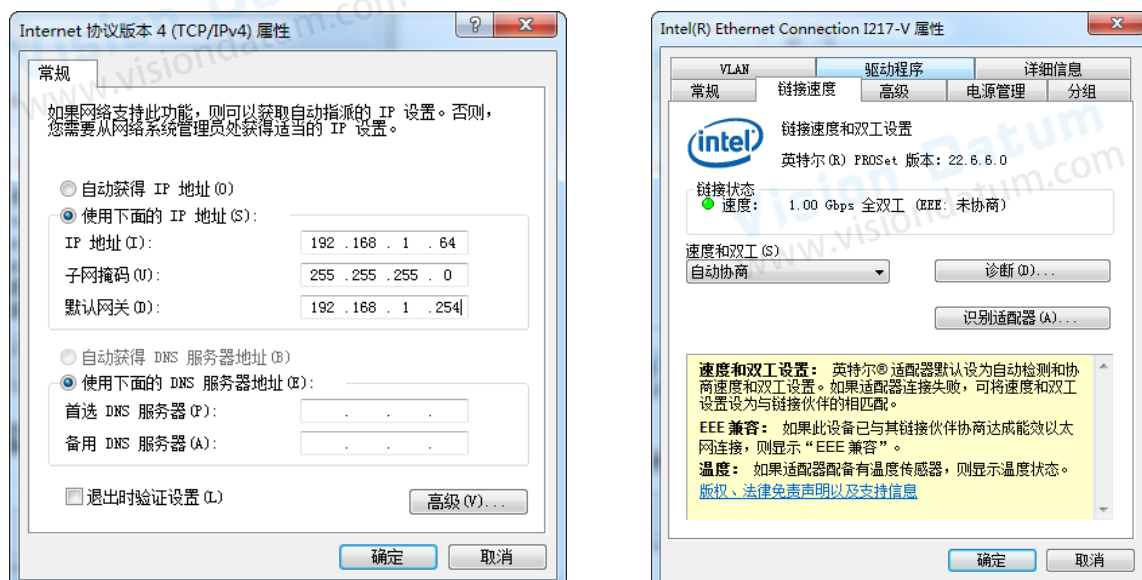 Internet 协议版本 4 (TCP/IPv4) 属性
常规
如果网络支持此功能，则可以获取自动指派的 IP 设置。否则，
您需要从网络系统管理员处获得适当的 IP 设置。
自动获得 IP 地址(O)
使用下面的 IP 地址(S):
IP 地址(I): 192 . 168 . 1 . 64
子网掩码(U): 255 . 255 . 255 . 0
默认网关(D): 192 . 168 . 1 . 254
自动获得 DNS 服务器地址(B)
使用下面的 DNS 服务器地址(E):
首选 DNS 服务器(P): . . .
备用 DNS 服务器(A): . . .
退出时验证设置(L)
高级(V)...
确定 取消
Intel(R) Ethernet Connection I217-V 属性
VLAN 驱动程序 详细信息
常规 链接速度 高级 电源管理 分组
intel
链接速度和双工设置
英特尔(R) PROSet 版本: 22.6.6.0
链接状态
速度: 1.00 Gbps 全双工 (EEE: 未协商)
速度和双工(S)
自动协商
诊断(D)...
识别适配器(A)...
速度和双工设置： 英特尔® 适配器默认设为自动检测和协
商速度和双工设置。如果适配器连接失败，可将速度和双工
设置设为与链接伙伴的相匹配。
EEE 兼容： 如果此设备已与其链接伙伴协商达成能效以太
网连接，则显示“EEE 兼容”。
温度： 如果适配器配备有温度传感器，则显示温度状态。
版权、法律免责声明以及支持信息
确定 取消
Vision Datum
www.visiondatum.com
Vision Datum
www.visiondatum.com